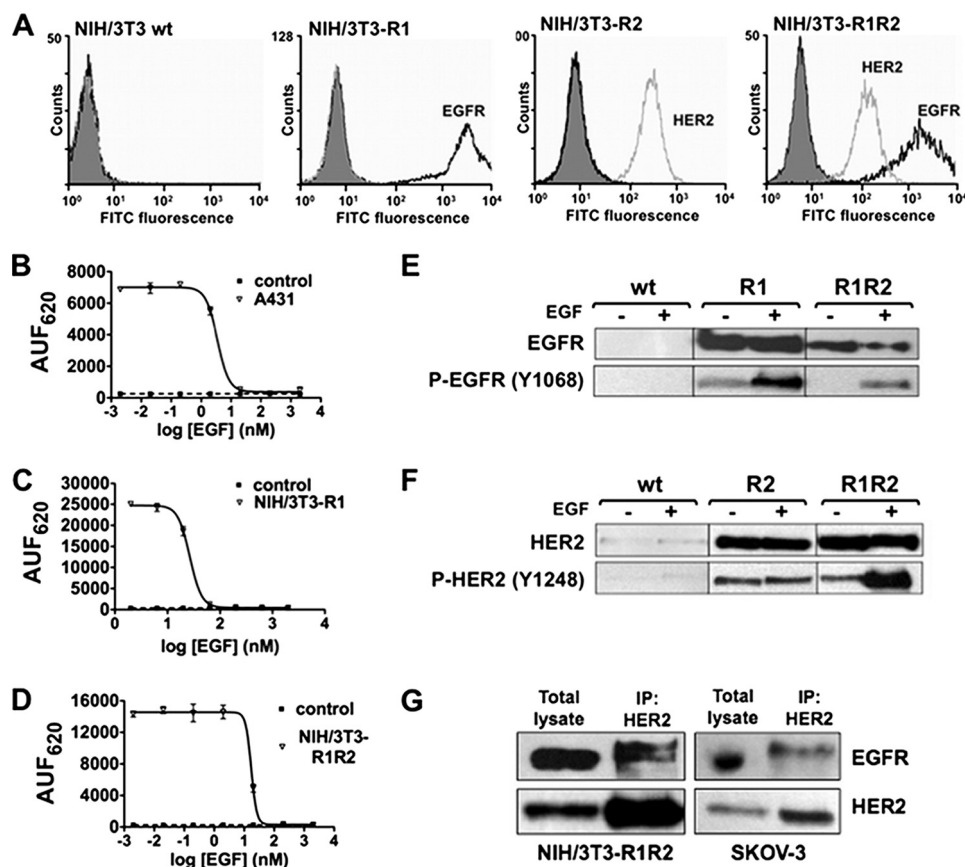 A
NIH/3T3 wt
NIH/3T3-R1
NIH/3T3-R2
NIH/3T3-R1R2
50
128
00
50
Counts
Counts
Counts
Counts
EGFR
HER2
HER2
EGFR
10⁰ 10¹ 10² 10³ 10⁴
10⁰ 10¹ 10² 10³ 10⁴
10⁰ 10¹ 10² 10³ 10⁴
10⁰ 10¹ 10² 10³ 10⁴
FITC fluorescence
FITC fluorescence
FITC fluorescence
FITC fluorescence
B
AUF₆₂₀
8000
6000
4000
2000
0
control
A431
-3 -2 -1 0 1 2 3 4
log [EGF] (nM)
C
AUF₆₂₀
30000
25000
20000
15000
10000
5000
0
control
NIH/3T3-R1
0 1 2 3 4
log [EGF] (nM)
D
AUF₆₂₀
16000
12000
8000
4000
0
control
NIH/3T3-
R1R2
-3 -2 -1 0 1 2 3 4
log [EGF] (nM)
E
wt R1 R1R2
EGF - + - + - +
EGFR
P-EGFR (Y1068)
F
wt R2 R1R2
EGF - + - + - +
HER2
P-HER2 (Y1248)
G
Total lysate
IP: HER2
Total lysate
IP: HER2
EGFR
HER2
NIH/3T3-R1R2
SKOV-3